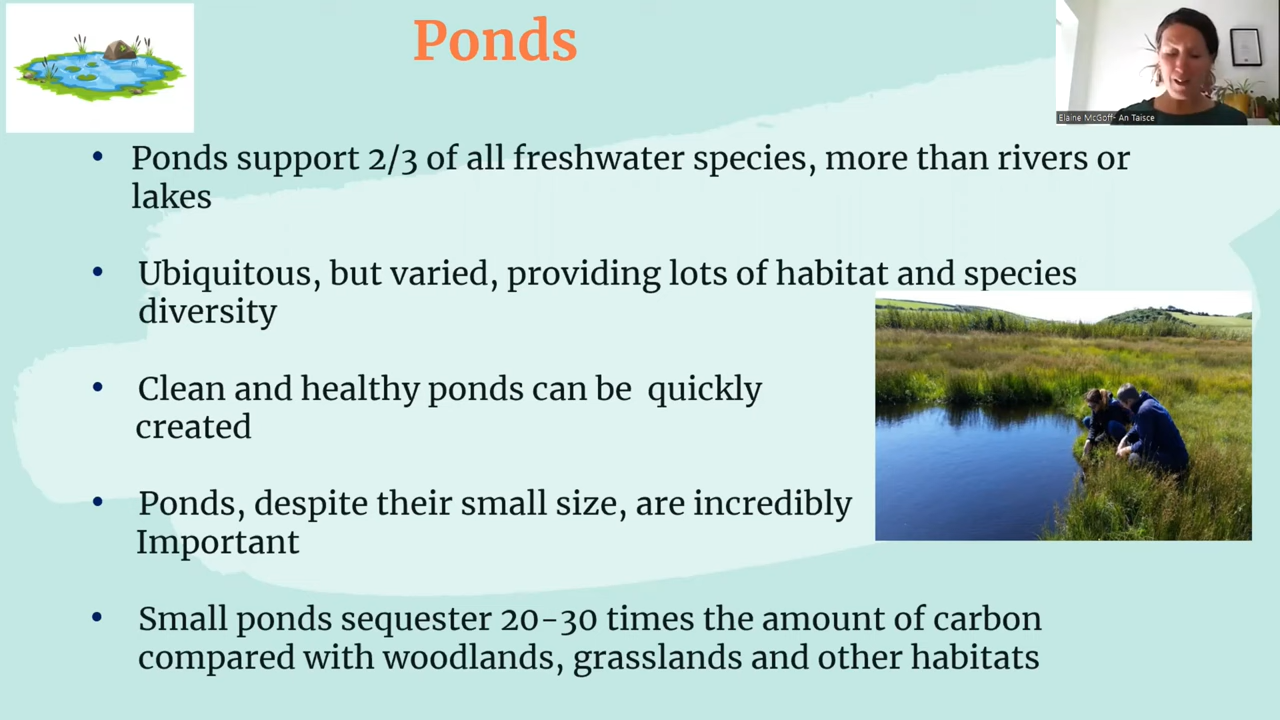 Ponds
Elaine McGoff- An Taisce
Ponds support 2/3 of all freshwater species, more than rivers or
lakes
Ubiquitous, but varied, providing lots of habitat and species
diversity
Clean and healthy ponds can be quickly
created
Ponds, despite their small size, are incredibly
Important
Small ponds sequester 20-30 times the amount of carbon
compared with woodlands, grasslands and other habitats